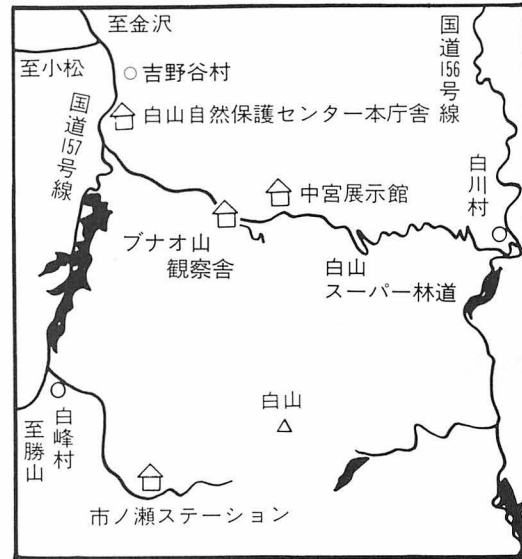 至金沢
至小松
吉野谷村
白山自然保護センター本庁舎
国道157号線
国道156号線
白川村
中宮展示館
ブナオ山
観察舎
白山
スーパー林道
白山
白峰村
至勝山
市ノ瀬ステーション